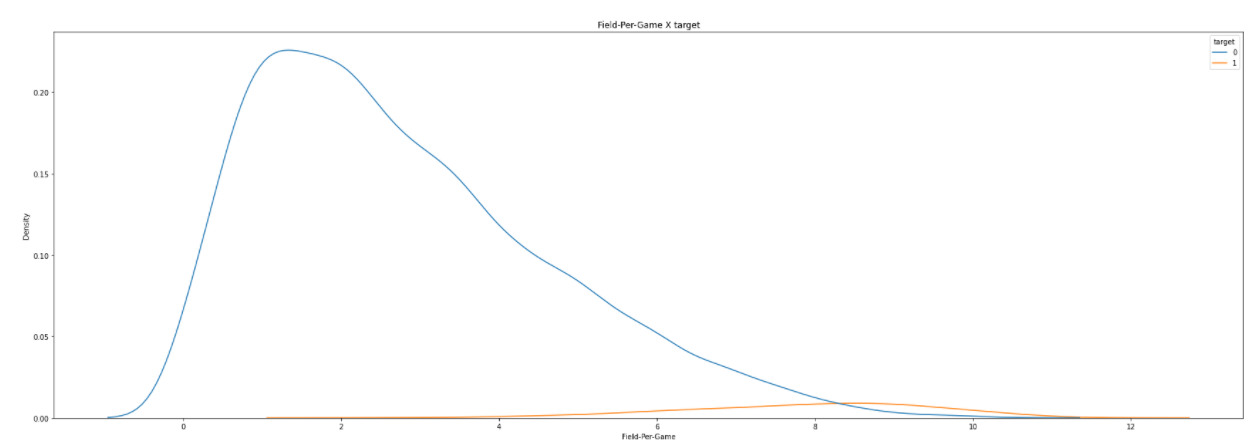 Field-Per-Game X target
target
0
1
0.20
0.15
0.10
0.05
0.00
Density
0 2 4 6 8 10 12
Field-Per-Game